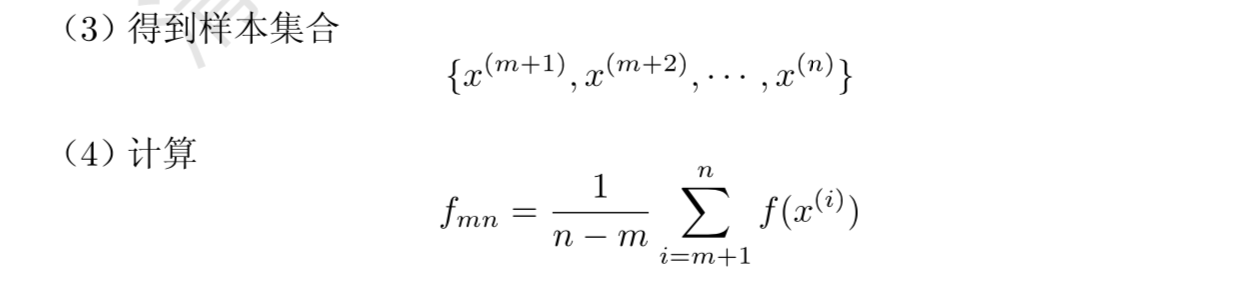 （3）得到样本集合
{x^{(m+1)}, x^{(m+2)}, ⋯ , x^{(n)}}
（4）计算
f_{mn} = \frac{1}{n − m} \sum_{i=m+1}^{n} f(x^{(i)})